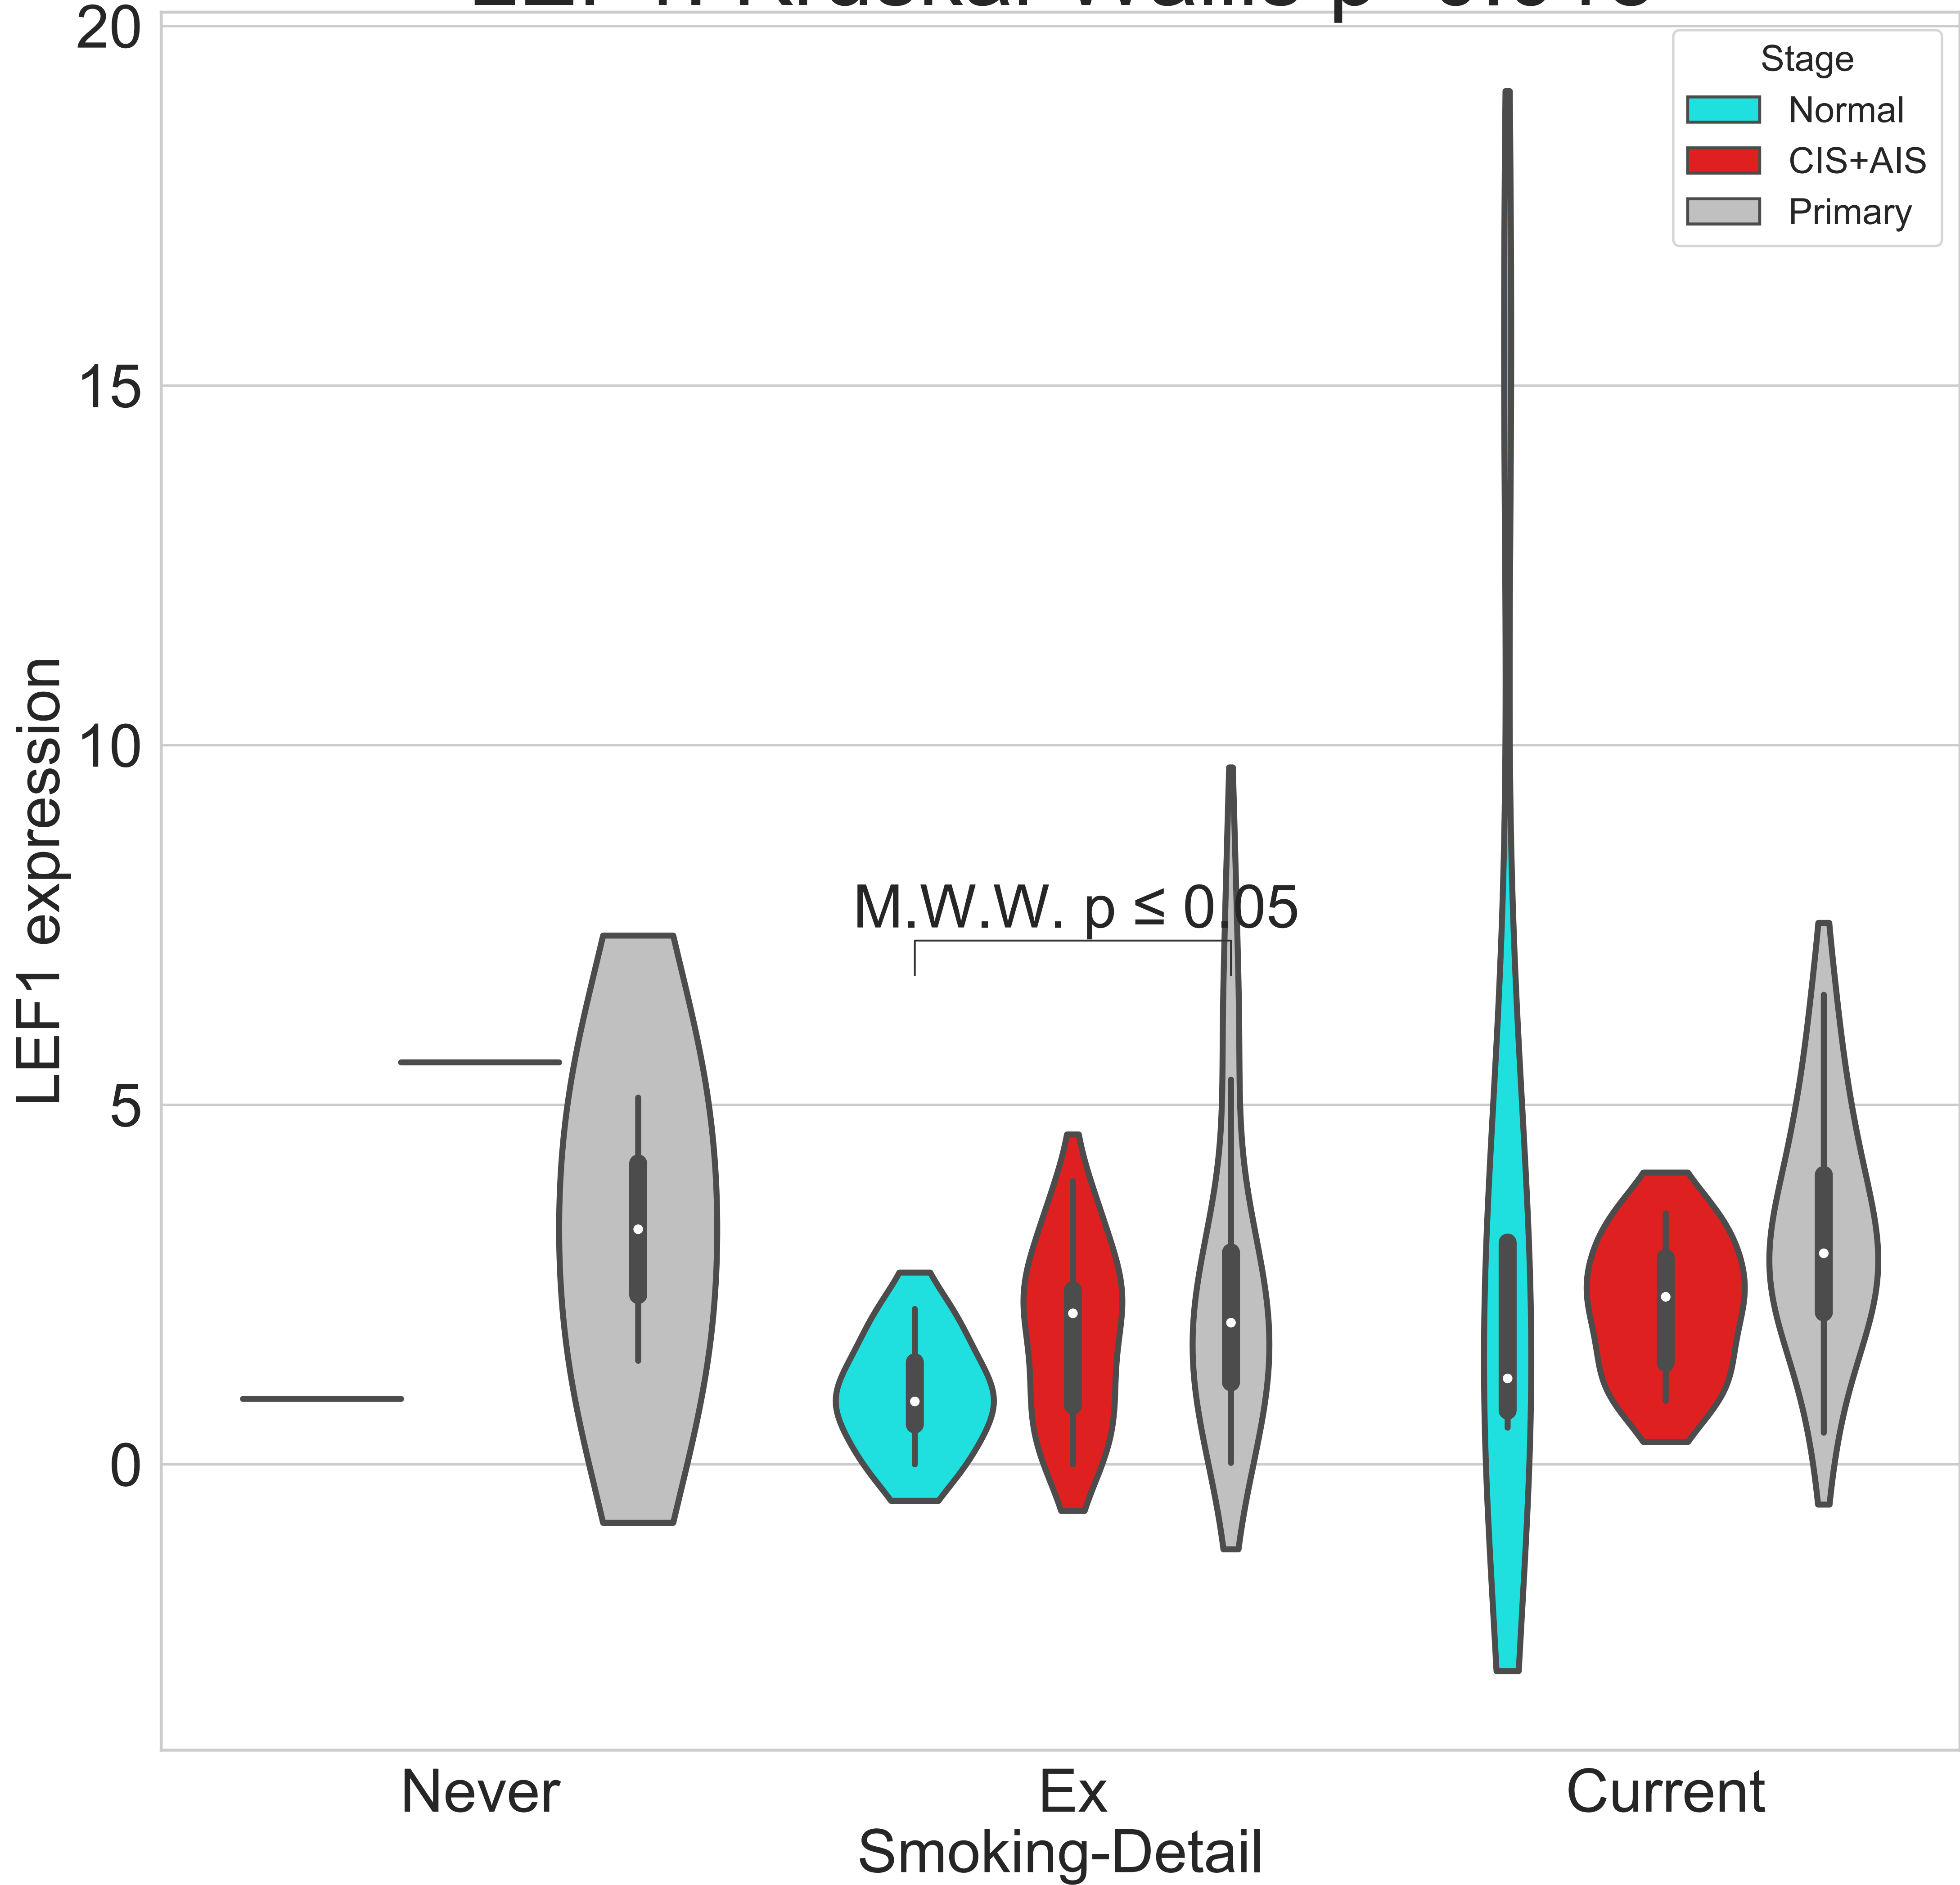 20
15
10
5
0
LEF1 expression
Stage
Normal
CIS+AIS
Primary
M.W.W. p ≤ 0.05
Never
Ex
Current
Smoking-Detail